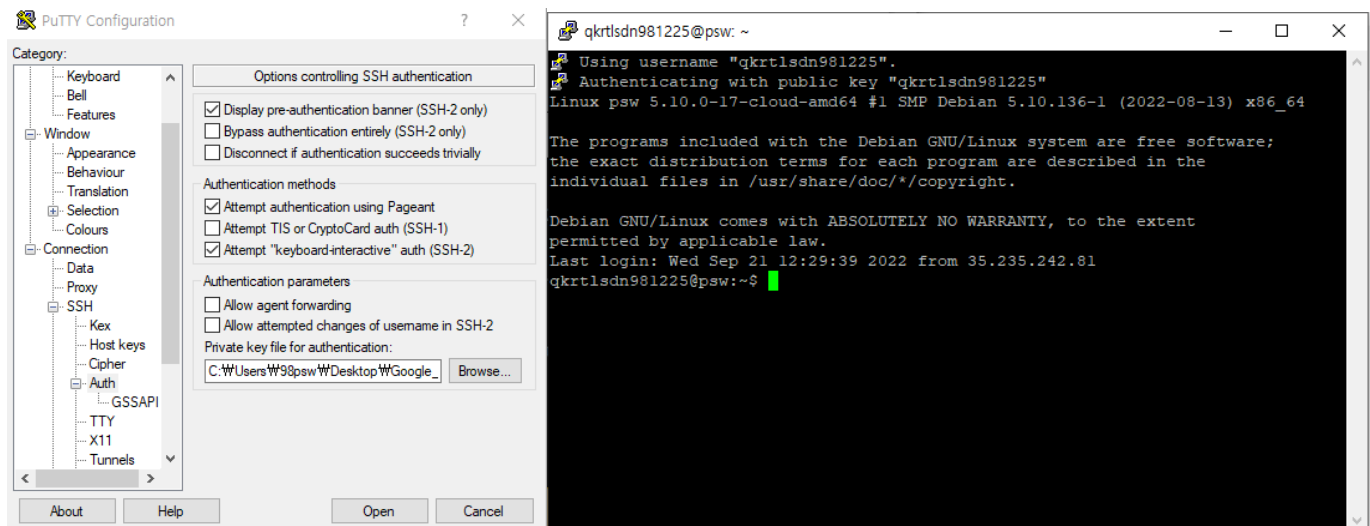 PuTTY Configuration
Category:
Keyboard
Bell
Features
Window
Appearance
Behaviour
Translation
Selection
Colours
Connection
Data
Proxy
SSH
Kex
Host keys
Cipher
Auth
GSSAPI
TTY
X11
Tunnels
Options controlling SSH authentication
Display pre-authentication banner (SSH-2 only)
Bypass authentication entirely (SSH-2 only)
Disconnect if authentication succeeds trivially
Authentication methods
Attempt authentication using Pageant
Attempt TIS or CryptoCard auth (SSH-1)
Attempt "keyboard-interactive" auth (SSH-2)
Authentication parameters
Allow agent forwarding
Allow attempted changes of username in SSH-2
Private key file for authentication:
C:₩Users₩98psw₩Desktop₩Google_ Browse...
About Help Open Cancel
qkrtlsdn981225@psw: ~
Using username "qkrtlsdn981225".
Authenticating with public key "qkrtlsdn981225"
Linux psw 5.10.0-17-cloud-amd64 #1 SMP Debian 5.10.136-1 (2022-08-13) x86_64
The programs included with the Debian GNU/Linux system are free software;
the exact distribution terms for each program are described in the
individual files in /usr/share/doc/*/copyright.
Debian GNU/Linux comes with ABSOLUTELY NO WARRANTY, to the extent
permitted by applicable law.
Last login: Wed Sep 21 12:29:39 2022 from 35.235.242.81
qkrtlsdn981225@psw:~$